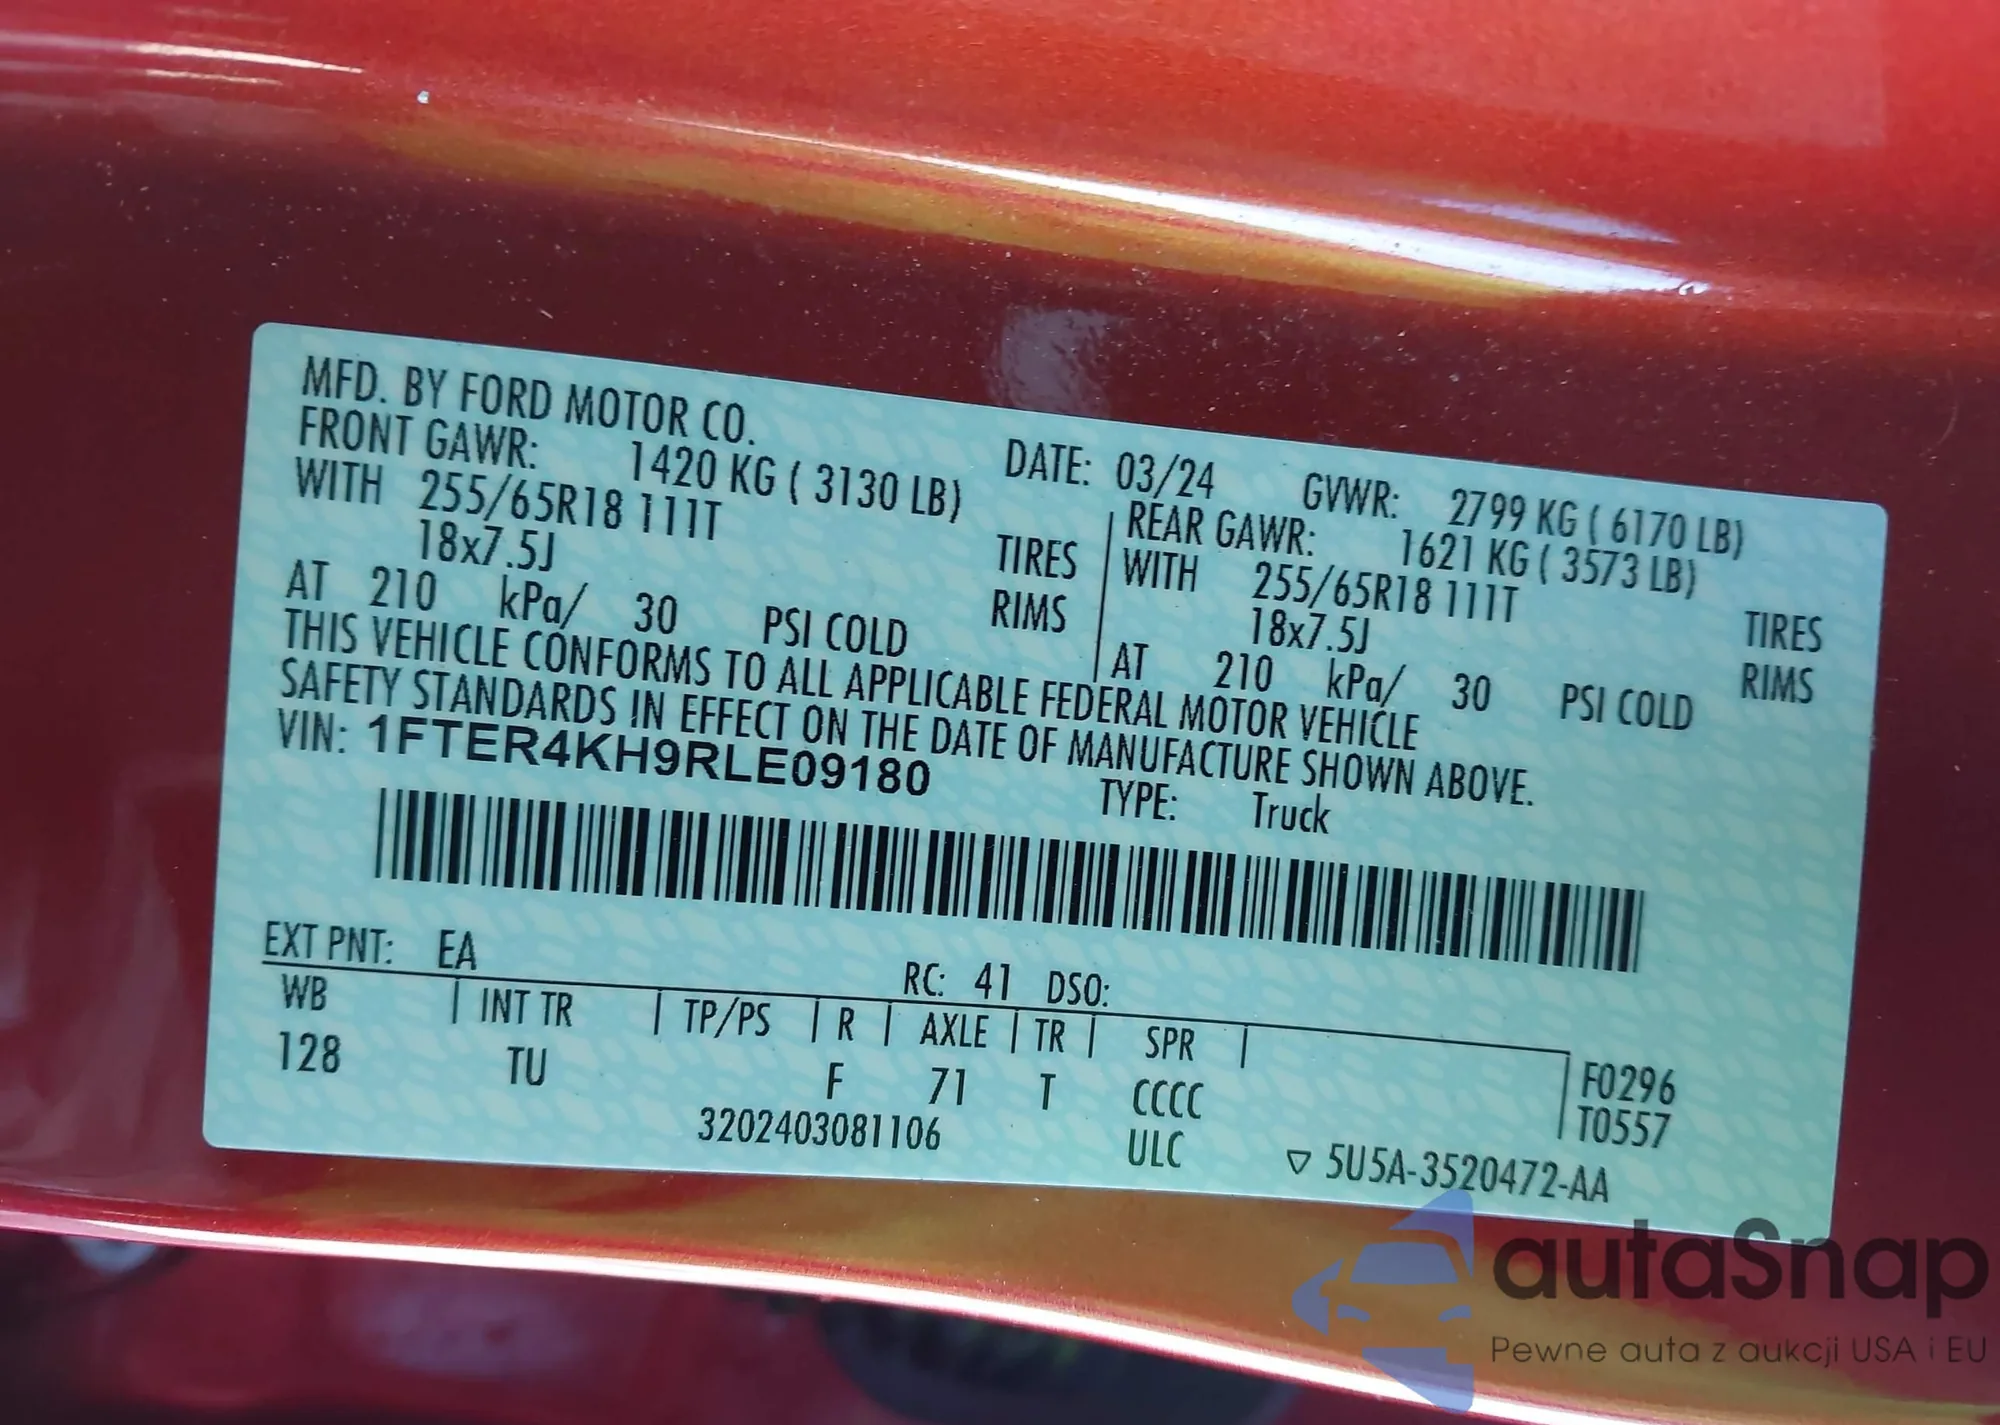 MFD. BY FORD MOTOR CO. DATE: 03/24 GVWR: 2799 KG ( 6170 LB)
FRONT GAWR: 1420 KG ( 3130 LB) REAR GAWR: 1621 KG ( 3573 LB)
WITH 255/65R18 111T TIRES WITH 255/65R18 111T TIRES
18x7.5J RIMS 18x7.5J RIMS
AT 210 kPa/ 30 PSI COLD AT 210 kPa/ 30 PSI COLD
THIS VEHICLE CONFORMS TO ALL APPLICABLE FEDERAL MOTOR VEHICLE
SAFETY STANDARDS IN EFFECT ON THE DATE OF MANUFACTURE SHOWN ABOVE.
VIN: 1FTER4KH9RLE09180 TYPE: Truck
EXT PNT: EA RC: 41 DSO:
WB | INT TR | TP/PS | R | AXLE | TR | SPR |
128 TU F 71 T CCCC F0296
T0557
3202403081106 ULC ▽ 5U5A-3520472-AA
autaSnap
Pewne auta z aukcji USA i EU